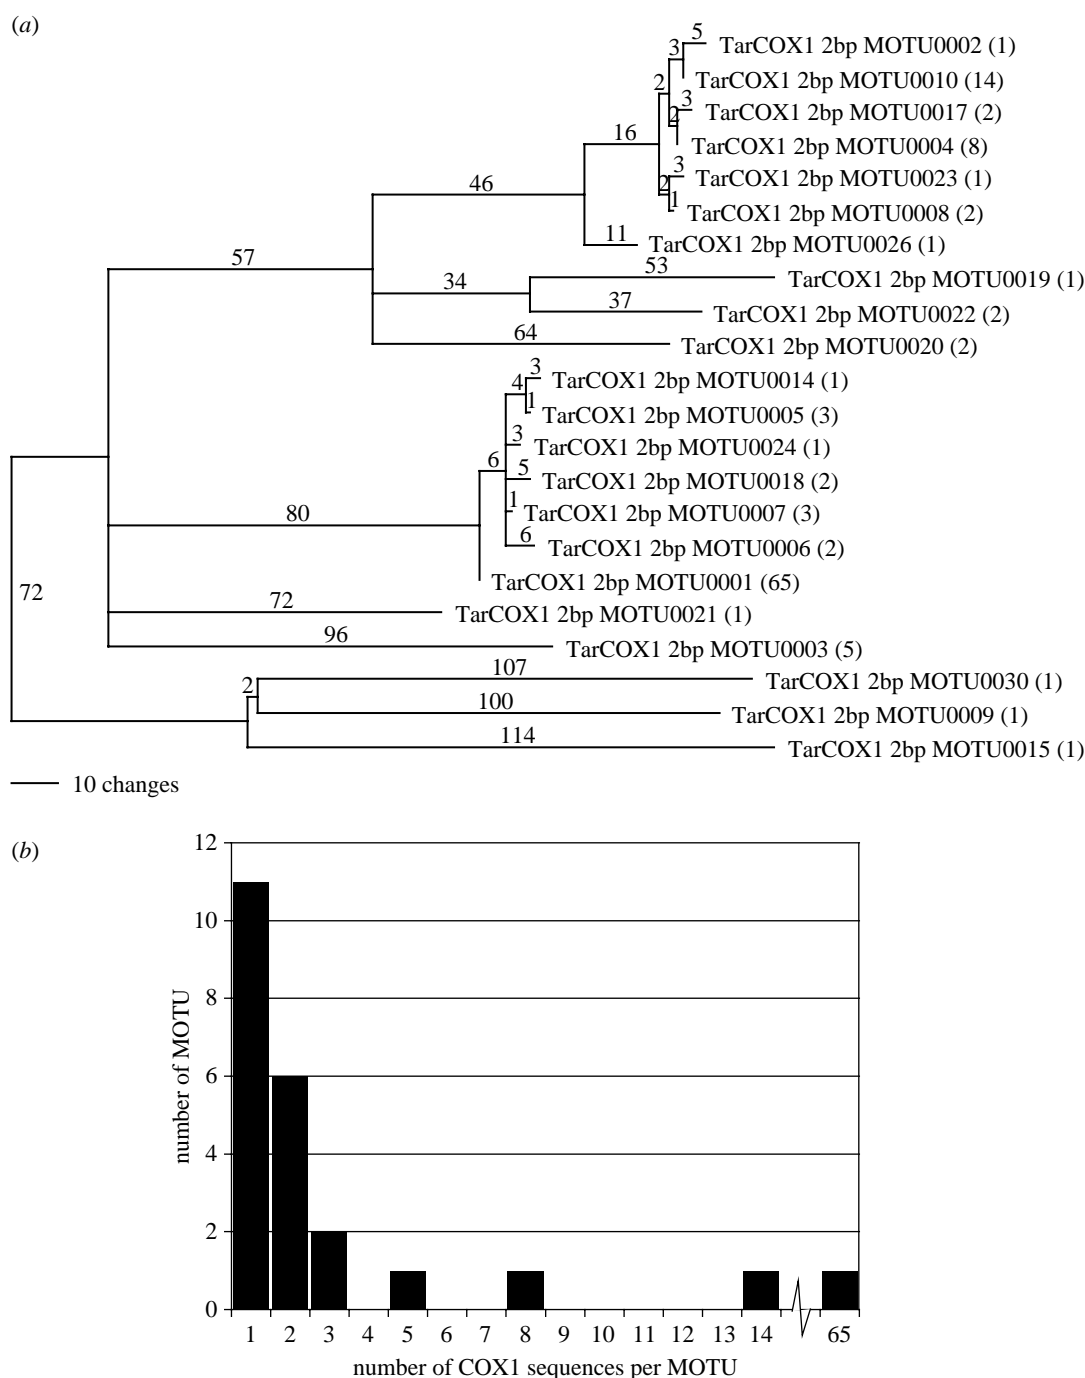 (a)
5
3
TarCOX1 2bp MOTU0002 (1)
TarCOX1 2bp MOTU0010 (14)
2
3
TarCOX1 2bp MOTU0017 (2)
2
16
TarCOX1 2bp MOTU0004 (8)
3
TarCOX1 2bp MOTU0023 (1)
2
46
1
TarCOX1 2bp MOTU0008 (2)
11
TarCOX1 2bp MOTU0026 (1)
57
53
TarCOX1 2bp MOTU0019 (1)
34
37
TarCOX1 2bp MOTU0022 (2)
64
TarCOX1 2bp MOTU0020 (2)
3
4
TarCOX1 2bp MOTU0014 (1)
1
TarCOX1 2bp MOTU0005 (3)
3
TarCOX1 2bp MOTU0024 (1)
6
5
TarCOX1 2bp MOTU0018 (2)
1
TarCOX1 2bp MOTU0007 (3)
80
6
TarCOX1 2bp MOTU0006 (2)
TarCOX1 2bp MOTU0001 (65)
72
72
TarCOX1 2bp MOTU0021 (1)
96
TarCOX1 2bp MOTU0003 (5)
107
2
TarCOX1 2bp MOTU0030 (1)
100
TarCOX1 2bp MOTU0009 (1)
114
TarCOX1 2bp MOTU0015 (1)
10 changes
(b)
12
10
8
6
4
2
0
number of MOTU
1 2 3 4 5 6 7 8 9 10 11 12 13 14 65
number of COX1 sequences per MOTU